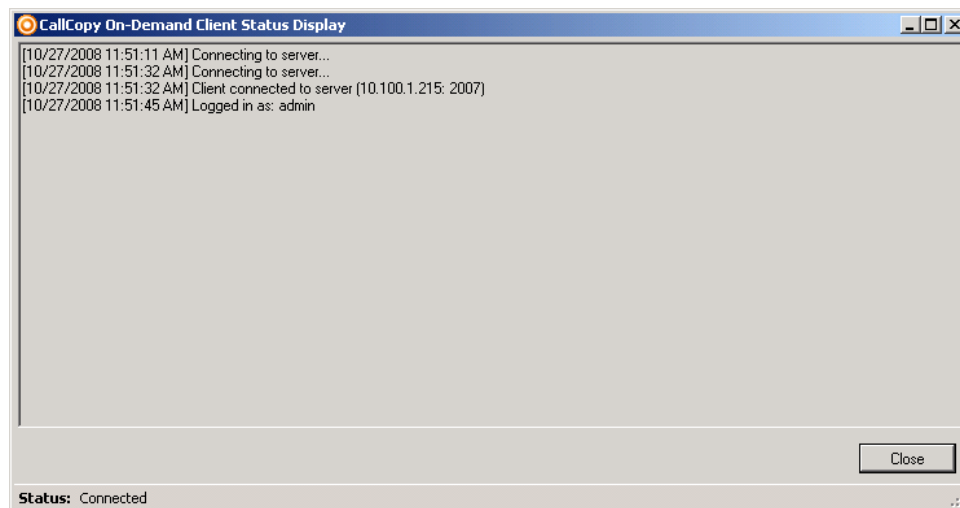 CallCopy On-Demand Client Status Display
[10/27/2008 11:51:11 AM] Connecting to server...
[10/27/2008 11:51:32 AM] Connecting to server...
[10/27/2008 11:51:32 AM] Client connected to server (10.100.1.215: 2007)
[10/27/2008 11:51:45 AM] Logged in as: admin
Close
Status: Connected